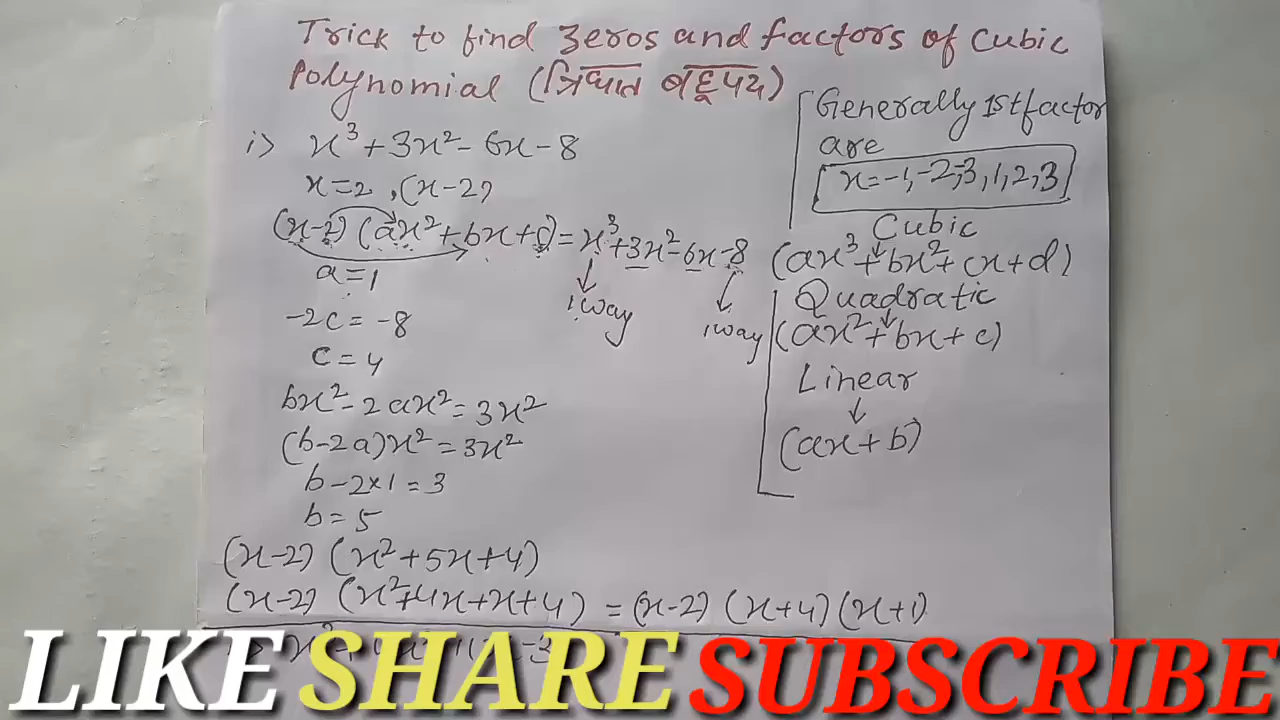 Trick to find Zeros and factors of Cubic
Polynomial (त्रिघात बहूपय)
i> x³ + 3x² - 6x - 8
x = 2 , (x-2)
(x-2) (ax² + bx + c) = x³ + 3x² - 6x - 8
1 way
1 way
a = 1
-2c = -8
c = 4
bx² - 2ax² = 3x²
(b-2a)x² = 3x²
b - 2×1 = 3
b = 5
(x-2) (x² + 5x + 4)
(x-2) (x² + 4x + x + 4) = (x-2) (x+4) (x+1)
Generally 1st factor
are
x = -1, -2, -3, 1, 2, 3
Cubic
(ax³ + bx² + cx + d)
Quadratic
(ax² + bx + c)
Linear
(ax + b)
LIKE SHARE SUBSCRIBE